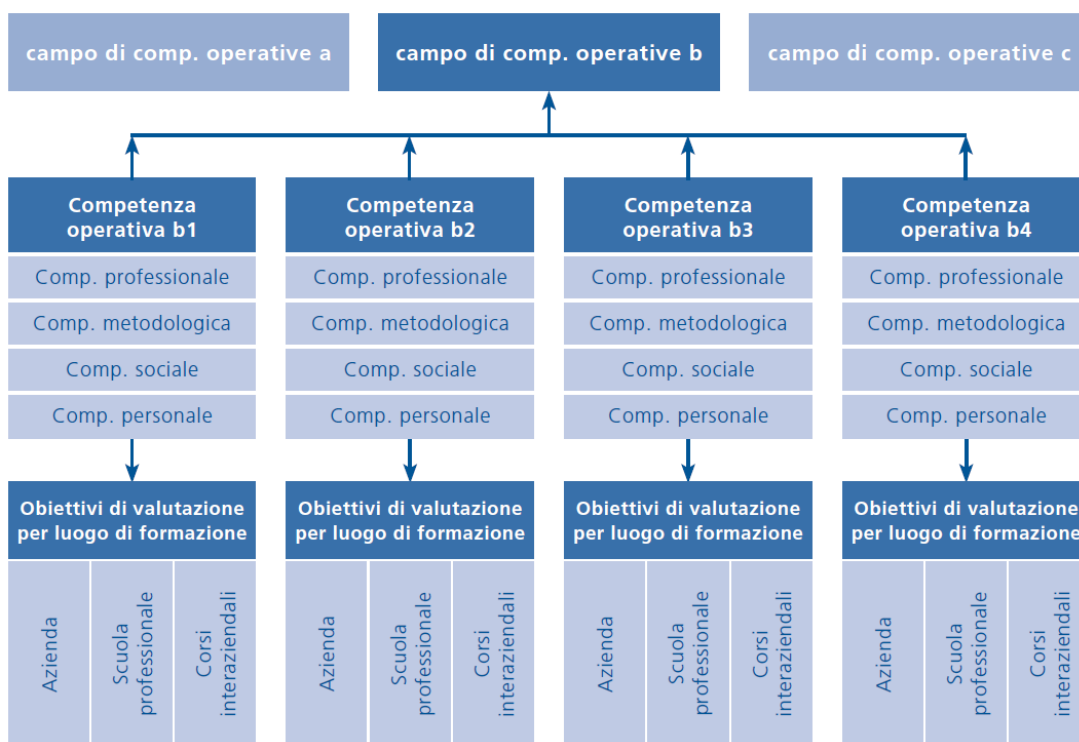 campo di comp. operative a
campo di comp. operative b
campo di comp. operative c
Competenza
operativa b1
Comp. professionale
Comp. metodologica
Comp. sociale
Comp. personale
Obiettivi di valutazione
per luogo di formazione
Azienda
Scuola
professionale
Corsi
interaziendali
Competenza
operativa b2
Comp. professionale
Comp. metodologica
Comp. sociale
Comp. personale
Obiettivi di valutazione
per luogo di formazione
Azienda
Scuola
professionale
Corsi
interaziendali
Competenza
operativa b3
Comp. professionale
Comp. metodologica
Comp. sociale
Comp. personale
Obiettivi di valutazione
per luogo di formazione
Azienda
Scuola
professionale
Corsi
interaziendali
Competenza
operativa b4
Comp. professionale
Comp. metodologica
Comp. sociale
Comp. personale
Obiettivi di valutazione
per luogo di formazione
Azienda
Scuola
professionale
Corsi
interaziendali